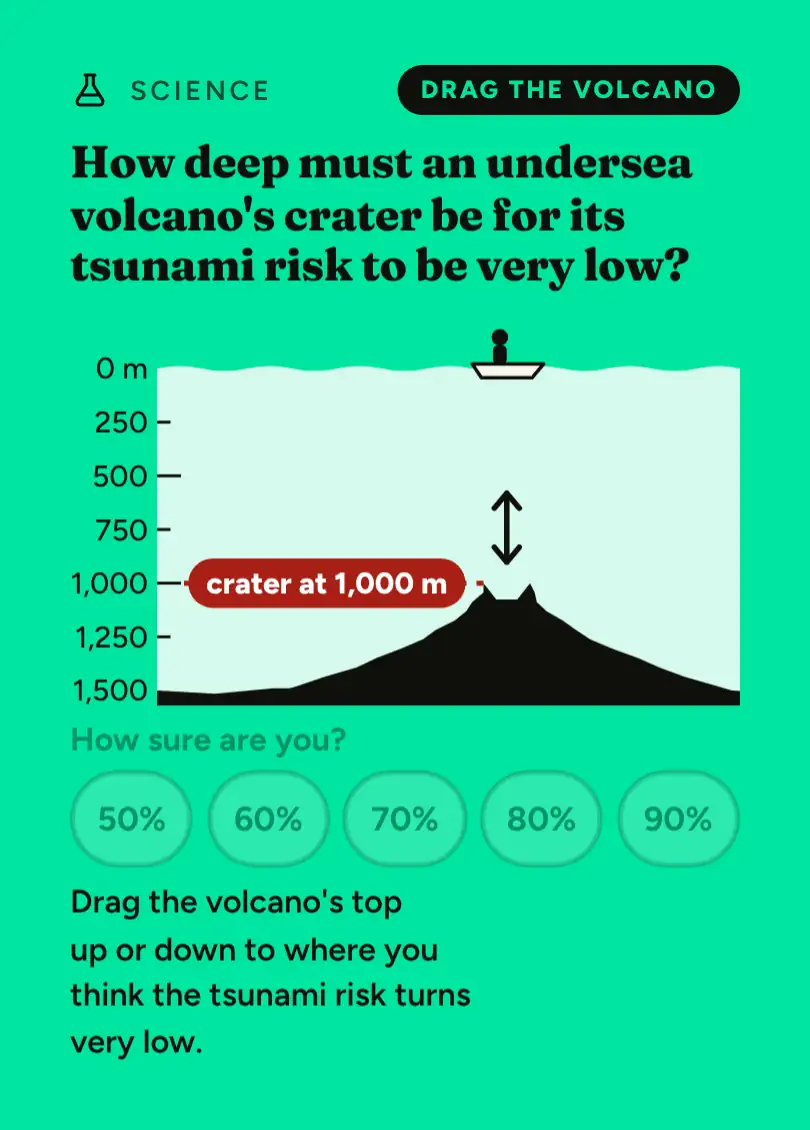 SCIENCE
DRAG THE VOLCANO
How deep must an undersea
volcano's crater be for its
tsunami risk to be very low?
0 m
250
500
750
1,000
crater at 1,000 m
1,250
1,500
How sure are you?
50% 60% 70% 80% 90%
Drag the volcano's top
up or down to where you
think the tsunami risk turns
very low.